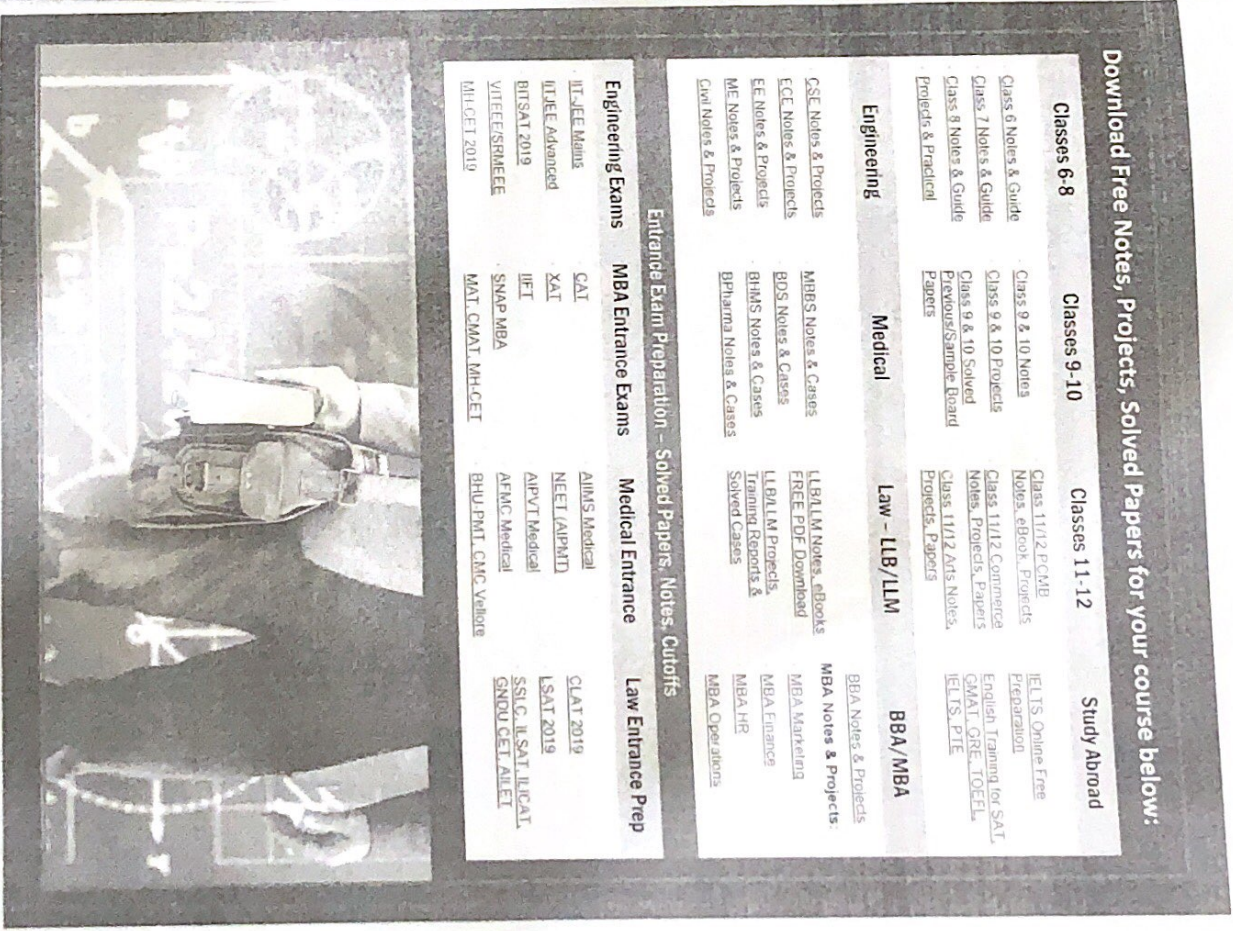 Download Free Notes, Projects, Solved Papers for your course below:
Classes 6-8
Class 6 Notes & Guide
Class 7 Notes & Guide
Class 8 Notes & Guide
Projects & Practical
Classes 9-10
Class 9 & 10 Notes
Class 9 & 10 Projects
Class 9 & 10 Solved
Previous/Sample Board
Papers
Classes 11-12
Class 11/12 PCMB
Notes, eBook, Projects
Class 11/12 Commerce
Notes, Projects, Papers
Class 11/12 Arts Notes,
Projects, Papers
Study Abroad
IELTS Online Free
Preparation
English Training for SAT,
GMAT, GRE, TOEFL,
IELTS, PTE
Engineering
CSE Notes & Projects
ECE Notes & Projects
EE Notes & Projects
ME Notes & Projects
Civil Notes & Projects
Medical
MBBS Notes & Cases
BDS Notes & Cases
BHMS Notes & Cases
BPharma Notes & Cases
Law – LLB/LLM
LLB/LLM Notes, eBooks
FREE PDF Download
LLB/LLM Projects,
Training Reports &
Solved Cases
BBA/MBA
BBA Notes & Projects
MBA Notes & Projects:
MBA Marketing
MBA Finance
MBA HR
MBA Operations
Entrance Exam Preparation – Solved Papers, Notes, Cutoffs
Engineering Exams
IIT-JEE Mains
IITJEE Advanced
BITSAT 2019
VITEEE/SRMEEE
MH-CET 2019
MBA Entrance Exams
CAT
XAT
IIFT
SNAP MBA
MAT, CMAT, MH-CET
Medical Entrance
AIIMS Medical
NEET (AIPMT)
AIPVT Medical
AFMC Medical
BHU-PMT, CMC Vellore
Law Entrance Prep
CLAT 2019
LSAT 2019
SSLC, ILSAT, ILICAT,
GNDU CET, AILET